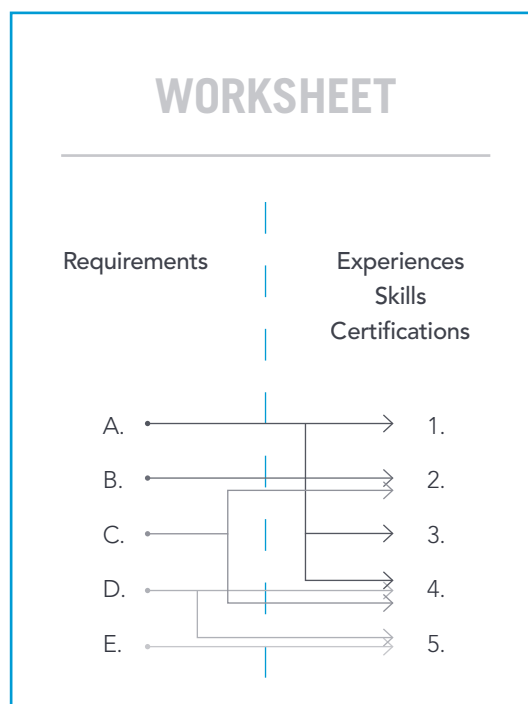 WORKSHEET
Requirements
Experiences
Skills
Certifications
A. 1.
B. 2.
C. 3.
D. 4.
E. 5.